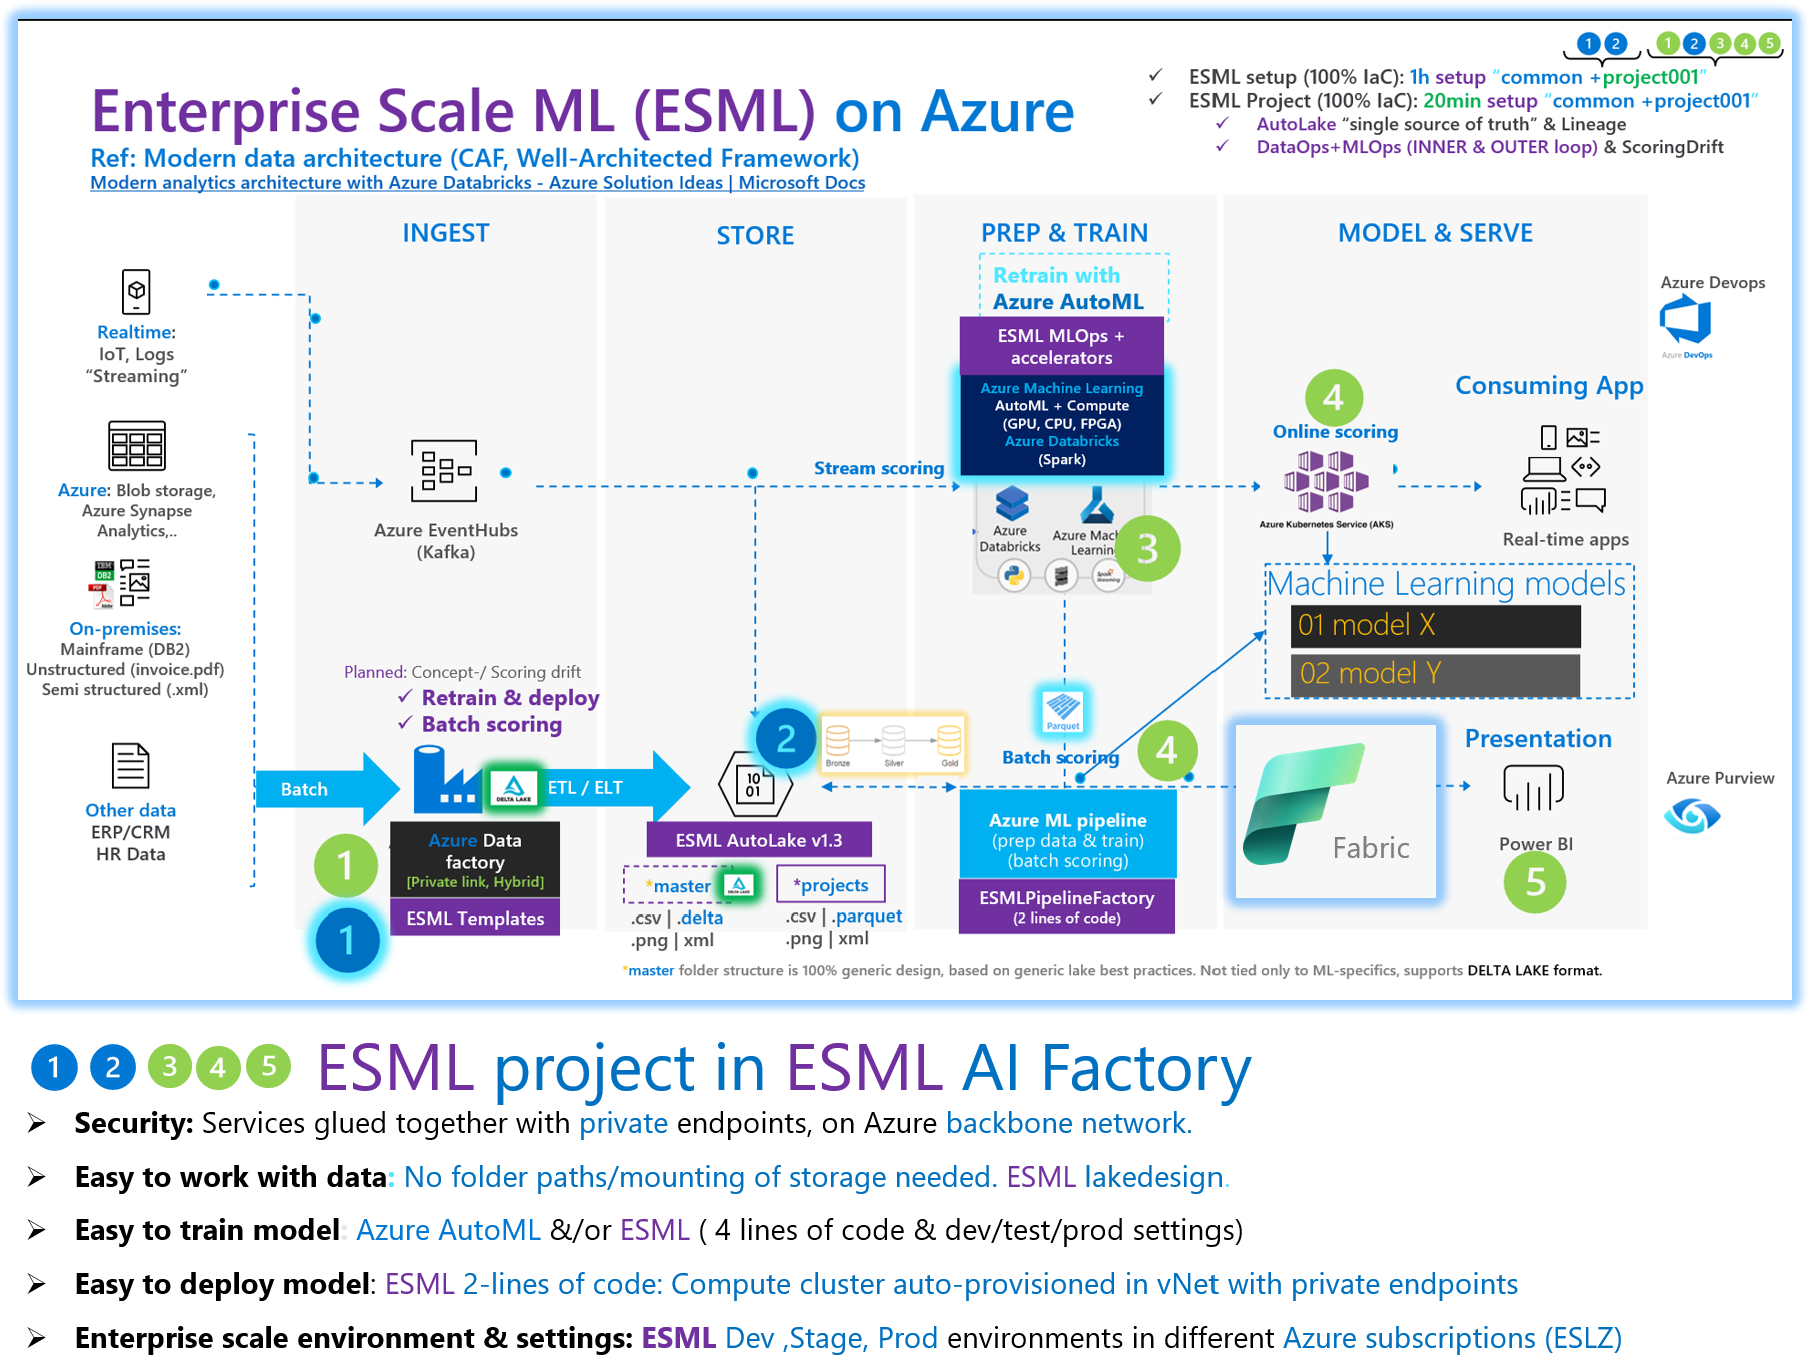 1 2 1 2 3 4 5
Enterprise Scale ML (ESML) on Azure
Ref: Modern data architecture (CAF, Well-Architected Framework)
Modern analytics architecture with Azure Databricks - Azure Solution Ideas | Microsoft Docs
✓ ESML setup (100% IaC): 1h setup “common +project001”
✓ ESML Project (100% IaC): 20min setup “common +project001”
✓ AutoLake “single source of truth” & Lineage
✓ DataOps+MLOps (INNER & OUTER loop) & ScoringDrift
INGEST
STORE
PREP & TRAIN
MODEL & SERVE
Realtime:
IoT, Logs
“Streaming”
Azure: Blob storage,
Azure Synapse
Analytics,..
IBM
DB2
PDF
Adobe
On-premises:
Mainframe (DB2)
Unstructured (invoice.pdf)
Semi structured (.xml)
Other data
ERP/CRM
HR Data
Azure EventHubs
(Kafka)
Planned: Concept-/ Scoring drift
✓ Retrain & deploy
✓ Batch scoring
Batch
DELTA LAKE
ETL / ELT
Azure Data
factory
[Private link, Hybrid]
ESML Templates
1
1
2
Bronze
Silver
Gold
10
01
ESML AutoLake v1.3
*master
DELTA LAKE
*projects
.csv | .delta
.png | xml
.csv | .parquet
.png | xml
*master folder structure is 100% generic design, based on generic lake best practices. Not tied only to ML-specifics, supports DELTA LAKE format.
Retrain with
Azure AutoML
ESML MLOps +
accelerators
Azure Machine Learning
AutoML + Compute
(GPU, CPU, FPGA)
Azure Databricks
(Spark)
Stream scoring
Azure
Databricks
Azure Mach
Learning
3
Spark
Streaming
Parquet
Batch scoring
4
Azure ML pipeline
(prep data & train)
(batch scoring)
ESMLPipelineFactory
(2 lines of code)
4
Online scoring
Azure Kubernetes Service (AKS)
Consuming App
Real-time apps
Machine Learning models
01 model X
02 model Y
Fabric
Presentation
Power BI
5
Azure Devops
Azure DevOps
Azure Purview
1 2 3 4 5 ESML project in ESML AI Factory
➢ Security: Services glued together with private endpoints, on Azure backbone network.
➢ Easy to work with data: No folder paths/mounting of storage needed. ESML lakedesign.
➢ Easy to train model: Azure AutoML &/or ESML ( 4 lines of code & dev/test/prod settings)
➢ Easy to deploy model: ESML 2-lines of code: Compute cluster auto-provisioned in vNet with private endpoints
➢ Enterprise scale environment & settings: ESML Dev ,Stage, Prod environments in different Azure subscriptions (ESLZ)